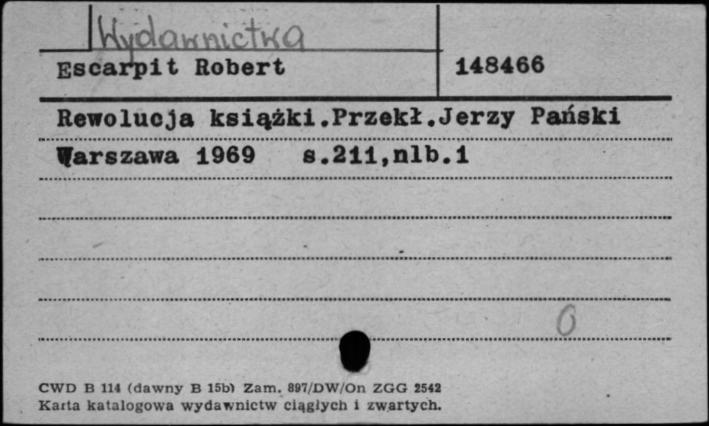 Wydawnictwa
Escarpit Robert 148466
Rewolucja książki.Przekł.Jerzy Pański
Warszawa 1969 s.211,nlb.1
0
CWD B 114 (dawny B 15b) Zam. 897/DW/On ZGG 2542
Karta katalogowa wydawnictw ciągłych i zwartych.